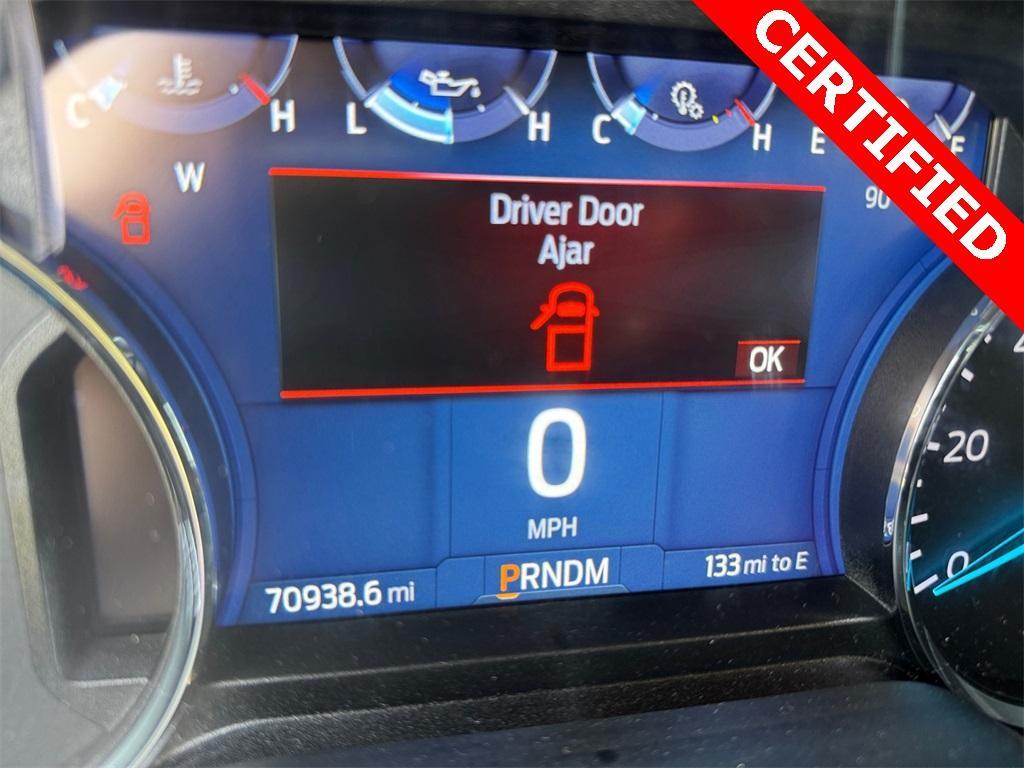 CERTIFIED
C H L H C H E F
W
90
Driver Door
Ajar
OK
0
MPH
70938.6 mi
PRNDM
133 mi to E
20
0